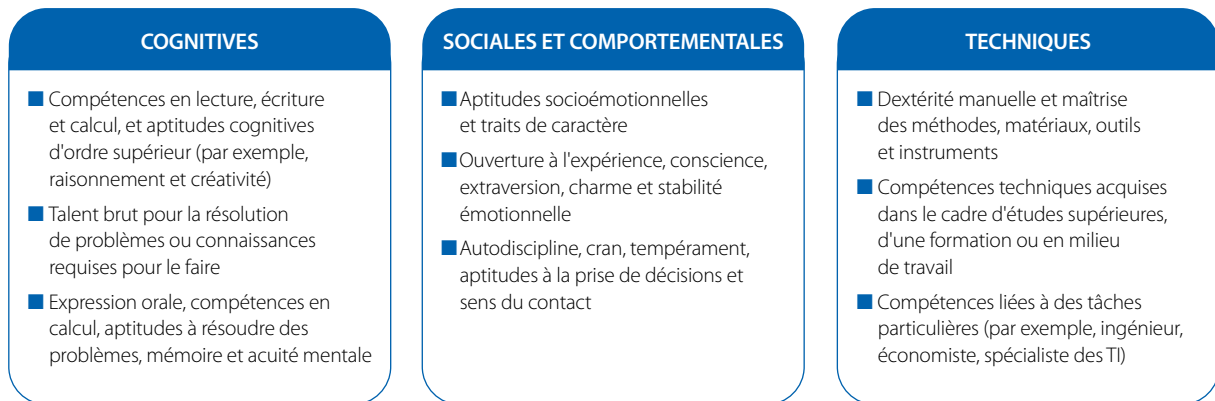 COGNITIVES
■ Compétences en lecture, écriture
et calcul, et aptitudes cognitives
d'ordre supérieur (par exemple,
raisonnement et créativité)
■ Talent brut pour la résolution
de problèmes ou connaissances
requises pour le faire
■ Expression orale, compétences en
calcul, aptitudes à résoudre des
problèmes, mémoire et acuité mentale
SOCIALES ET COMPORTEMENTALES
■ Aptitudes socioémotionnelles
et traits de caractère
■ Ouverture à l'expérience, conscience,
extraversion, charme et stabilité
émotionnelle
■ Autodiscipline, cran, tempérament,
aptitudes à la prise de décisions et
sens du contact
TECHNIQUES
■ Dextérité manuelle et maîtrise
des méthodes, matériaux, outils
et instruments
■ Compétences techniques acquises
dans le cadre d'études supérieures,
d'une formation ou en milieu
de travail
■ Compétences liées à des tâches
particulières (par exemple, ingénieur,
économiste, spécialiste des TI)